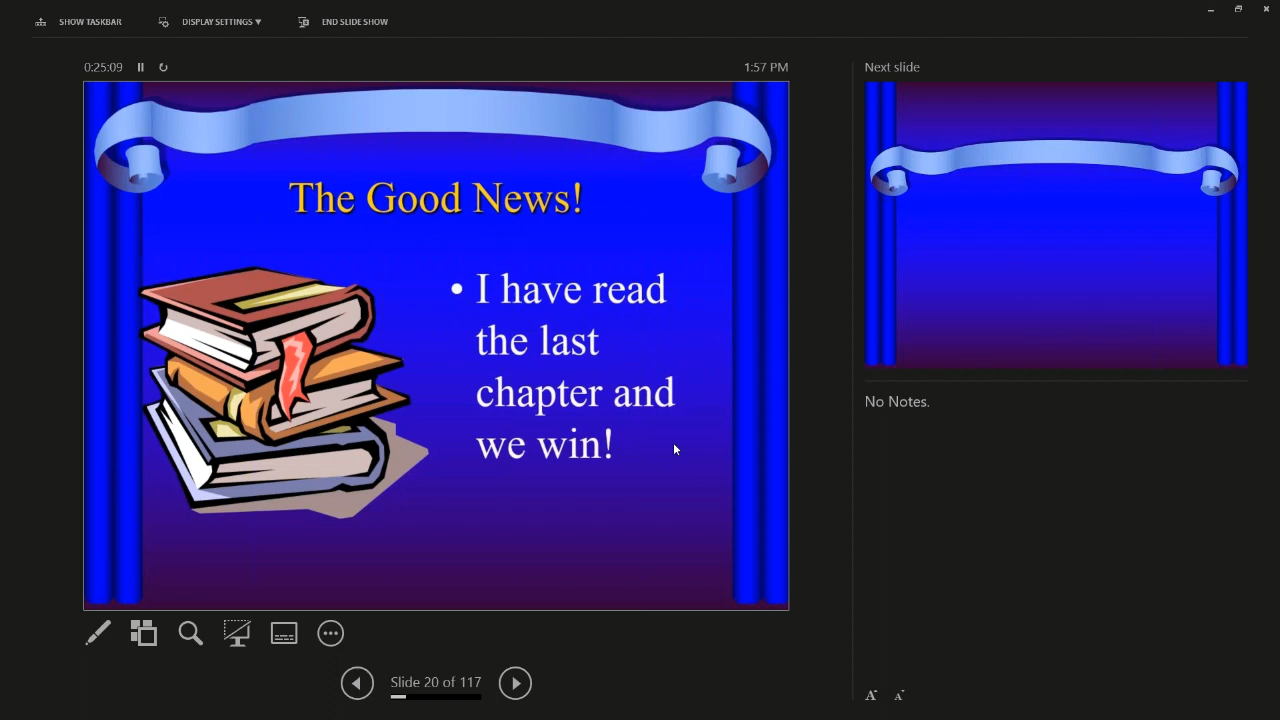 SHOW TASKBAR
DISPLAY SETTINGS ▼
END SLIDE SHOW
0:25:09
1:57 PM
Next slide
The Good News!
• I have read
the last
chapter and
we win!
No Notes.
Slide 20 of 117
A A